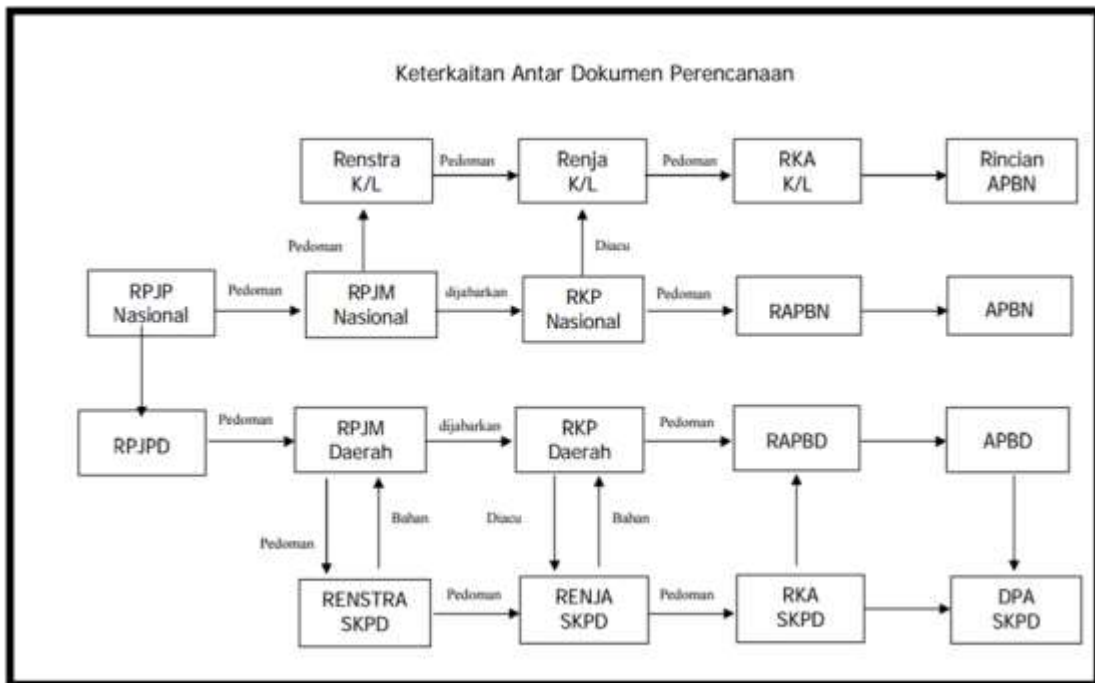 Keterkaitan Antar Dokumen Perencanaan
Renstra
K/L
Pedoman
Renja
K/L
Pedoman
RKA
K/L
Rincian
APBN
Pedoman
Diacu
RPJP
Nasional
Pedoman
RPJM
Nasional
dijabarkan
RKP
Nasional
Pedoman
RAPBN
APBN
RPJPD
Pedoman
RPJM
Daerah
dijabarkan
RKP
Daerah
Pedoman
RAPBD
APBD
Pedoman
Bahan
Diacu
Bahan
RENSTRA
SKPD
Pedoman
RENJA
SKPD
Pedoman
RKA
SKPD
DPA
SKPD